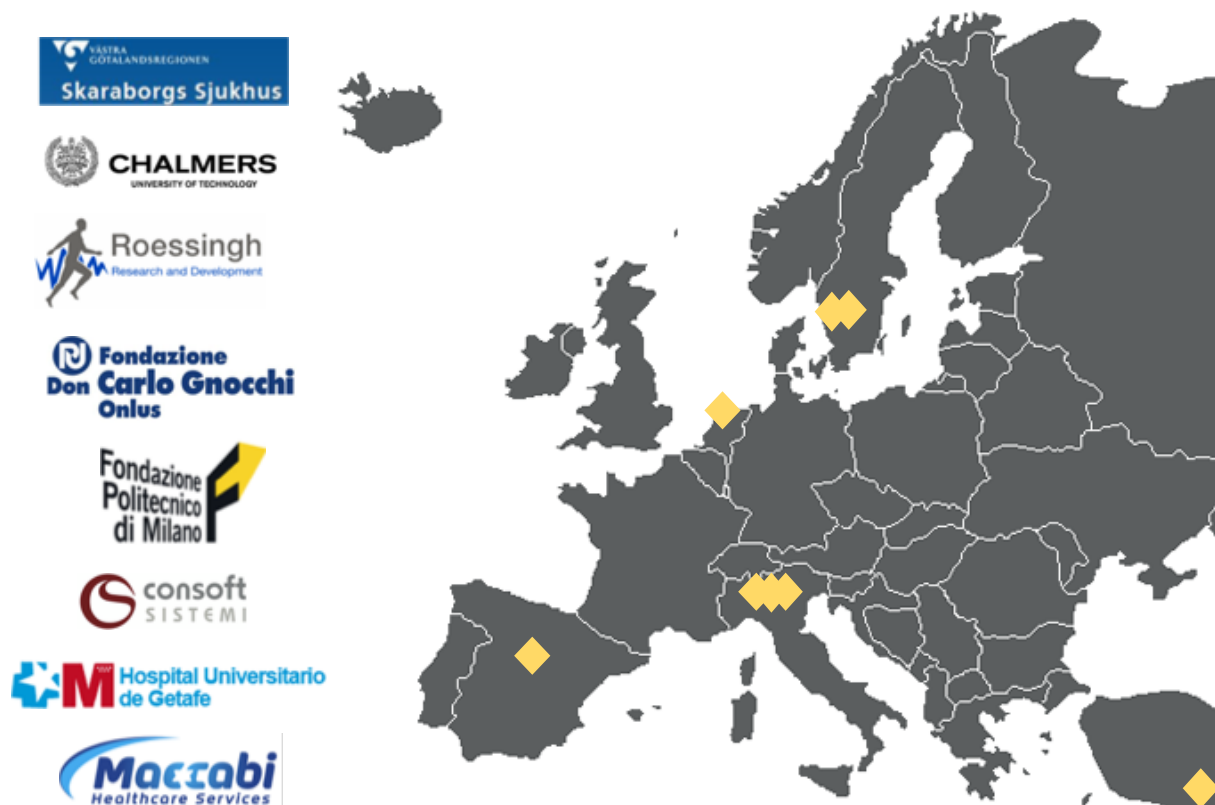 VÄSTRA
GÖTALANDSREGIONEN
Skaraborgs Sjukhus
CHALMERS
UNIVERSITY OF TECHNOLOGY
Roessingh
Research and Development
Fondazione
Don Carlo Gnocchi
Onlus
Fondazione
Politecnico
di Milano
consoft
SISTEMI
M Hospital Universitario
de Getafe
Maccabi
Healthcare Services